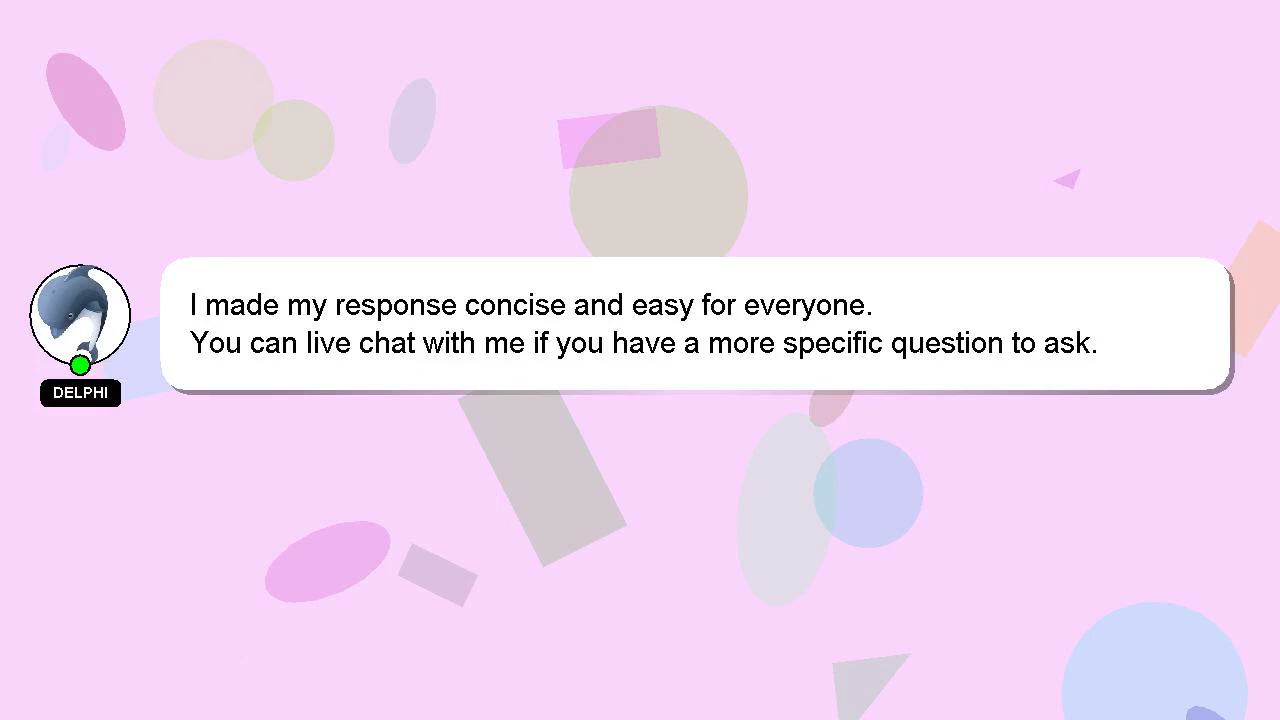 I made my response concise and easy for everyone.
You can live chat with me if you have a more specific question to ask.
DELPHI